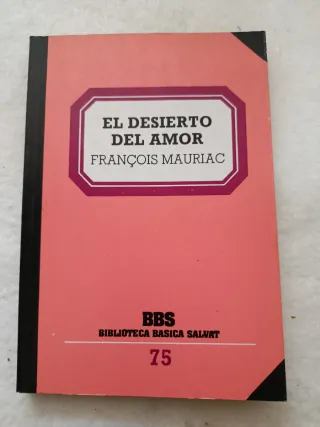 EL DESIERTO
DEL AMOR
FRANÇOIS MAURIAC
BBS
BIBLIOTECA BASICA SALVAT
75